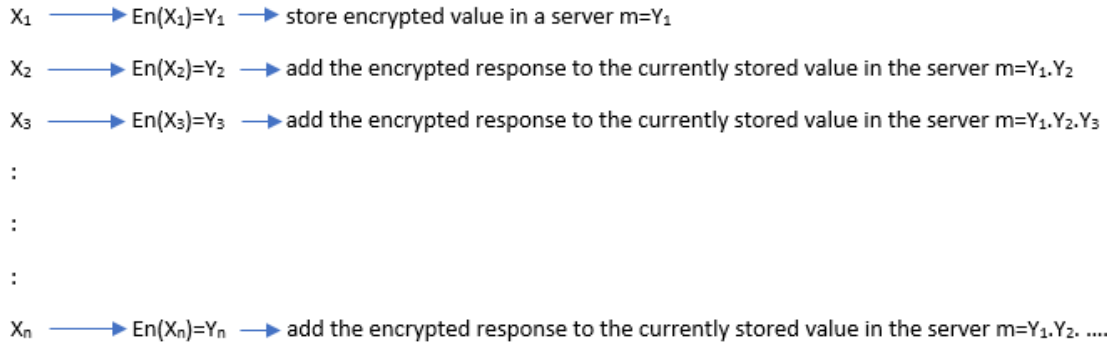 X₁ En(X₁)=Y₁ store encrypted value in a server m=Y₁
X₂ En(X₂)=Y₂ add the encrypted response to the currently stored value in the server m=Y₁.Y₂
X₃ En(X₃)=Y₃ add the encrypted response to the currently stored value in the server m=Y₁.Y₂.Y₃
:
:
:
Xₙ En(Xₙ)=Yₙ add the encrypted response to the currently stored value in the server m=Y₁.Y₂. ....